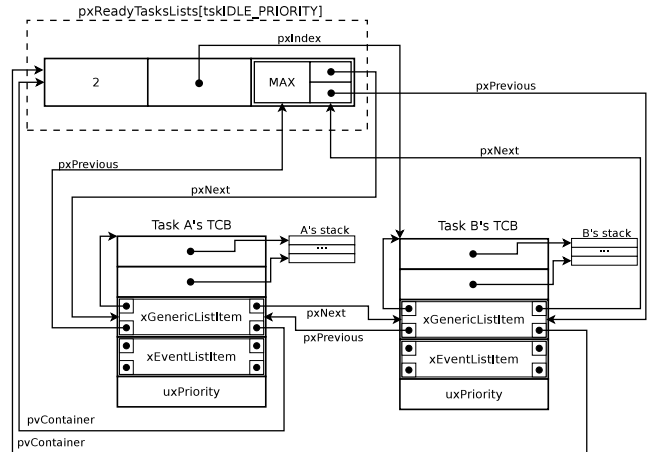 pxReadyTasksLists[tskIDLE_PRIORITY]
pxIndex
2
MAX
pxPrevious
pxPrevious
pxNext
pxNext
Task A's TCB
A's stack
...
Task B's TCB
B's stack
...
xGenericListItem
pxNext
xGenericListItem
pxPrevious
xEventListItem
xEventListItem
uxPriority
uxPriority
pvContainer
pvContainer